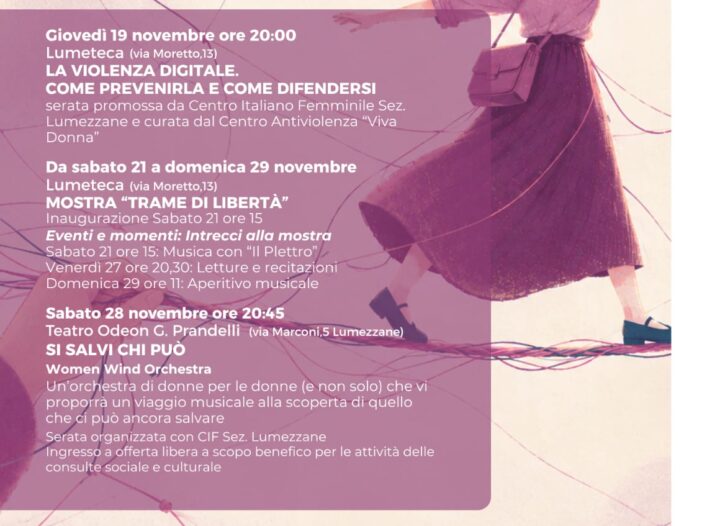 Giovedì 19 novembre ore 20:00
Lumeteca (via Moretto,13)
LA VIOLENZA DIGITALE.
COME PREVENIRLA E COME DIFENDERSI
serata promossa da Centro Italiano Femminile Sez.
Lumezzane e curata dal Centro Antiviolenza “Viva
Donna”
Da sabato 21 a domenica 29 novembre
Lumeteca (via Moretto,13)
MOSTRA “TRAME DI LIBERTÀ”
Inaugurazione Sabato 21 ore 15
Eventi e momenti: Intrecci alla mostra
Sabato 21 ore 15: Musica con “Il Plettro”
Venerdì 27 ore 20,30: Letture e recitazioni
Domenica 29 ore 11: Aperitivo musicale
Sabato 28 novembre ore 20:45
Teatro Odeon G. Prandelli (via Marconi,5 Lumezzane)
SI SALVI CHI PUÒ
Women Wind Orchestra
Un’orchestra di donne per le donne (e non solo) che vi
proporrà un viaggio musicale alla scoperta di quello
che ci può ancora salvare
Serata organizzata con CIF Sez. Lumezzane
Ingresso a offerta libera a scopo benefico per le attività delle
consulte sociale e culturale